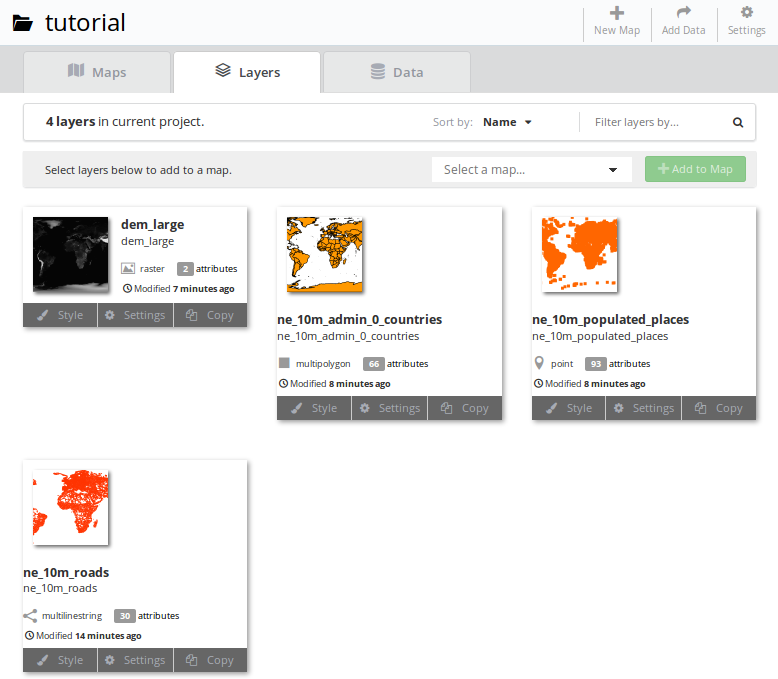 tutorial
New Map
Add Data
Settings
Maps
Layers
Data
4 layers in current project.
Sort by: Name
Filter layers by...
Select layers below to add to a map.
Select a map...
Add to Map
dem_large
dem_large
raster 2 attributes
Modified 7 minutes ago
Style Settings Copy
ne_10m_admin_0_countries
ne_10m_admin_0_countries
multipolygon 66 attributes
Modified 8 minutes ago
Style Settings Copy
ne_10m_populated_places
ne_10m_populated_places
point 93 attributes
Modified 8 minutes ago
Style Settings Copy
ne_10m_roads
ne_10m_roads
multilinestring 30 attributes
Modified 14 minutes ago
Style Settings Copy